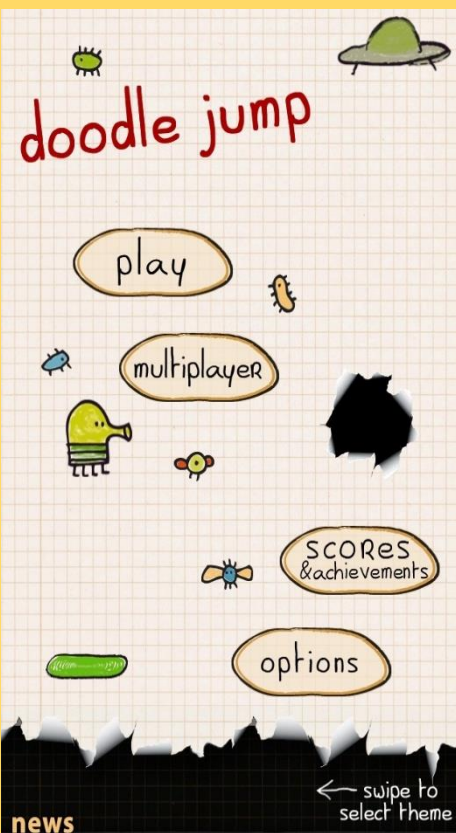 doodle jump
play
multiplayer
scores
&achievements
options
swipe to
select theme
news